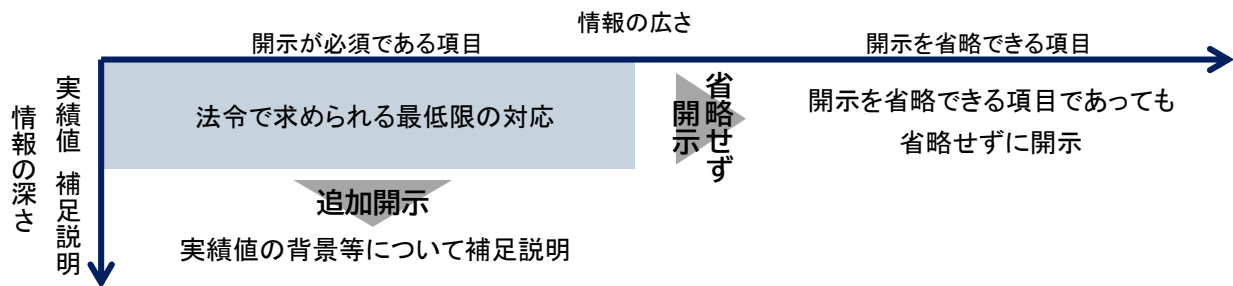 情報の広さ
開示が必須である項目
開示を省略できる項目
情報の深さ
実績値 補足説明
法令で求められる最低限の対応
省略せず
開示
開示を省略できる項目であっても
省略せずに開示
追加開示
実績値の背景等について補足説明